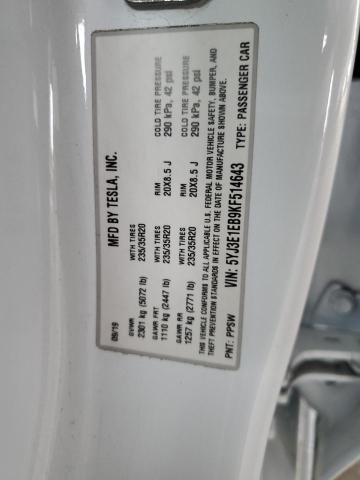 MFD BY TESLA, INC.
09/19
GVWR WITH TIRES RIM COLD TIRE PRESSURE
2301 kg (5072 lb) 235/35R20
GAWR FRT WITH TIRES RIM COLD TIRE PRESSURE
1110 kg (2447 lb) 235/35R20 20X8.5 J 290 kPa, 42 psi
GAWR RR WITH TIRES RIM COLD TIRE PRESSURE
1257 kg (2771 lb) 235/35R20 20X8.5 J 290 kPa, 42 psi
THIS VEHICLE CONFORMS TO ALL APPLICABLE U.S. FEDERAL MOTOR VEHICLE SAFETY, BUMPER, AND
THEFT PREVENTION STANDARDS IN EFFECT ON THE DATE OF MANUFACTURE SHOWN ABOVE.
VIN: 5YJ3E1EB9KF514643 TYPE: PASSENGER CAR
PNT: PPSW